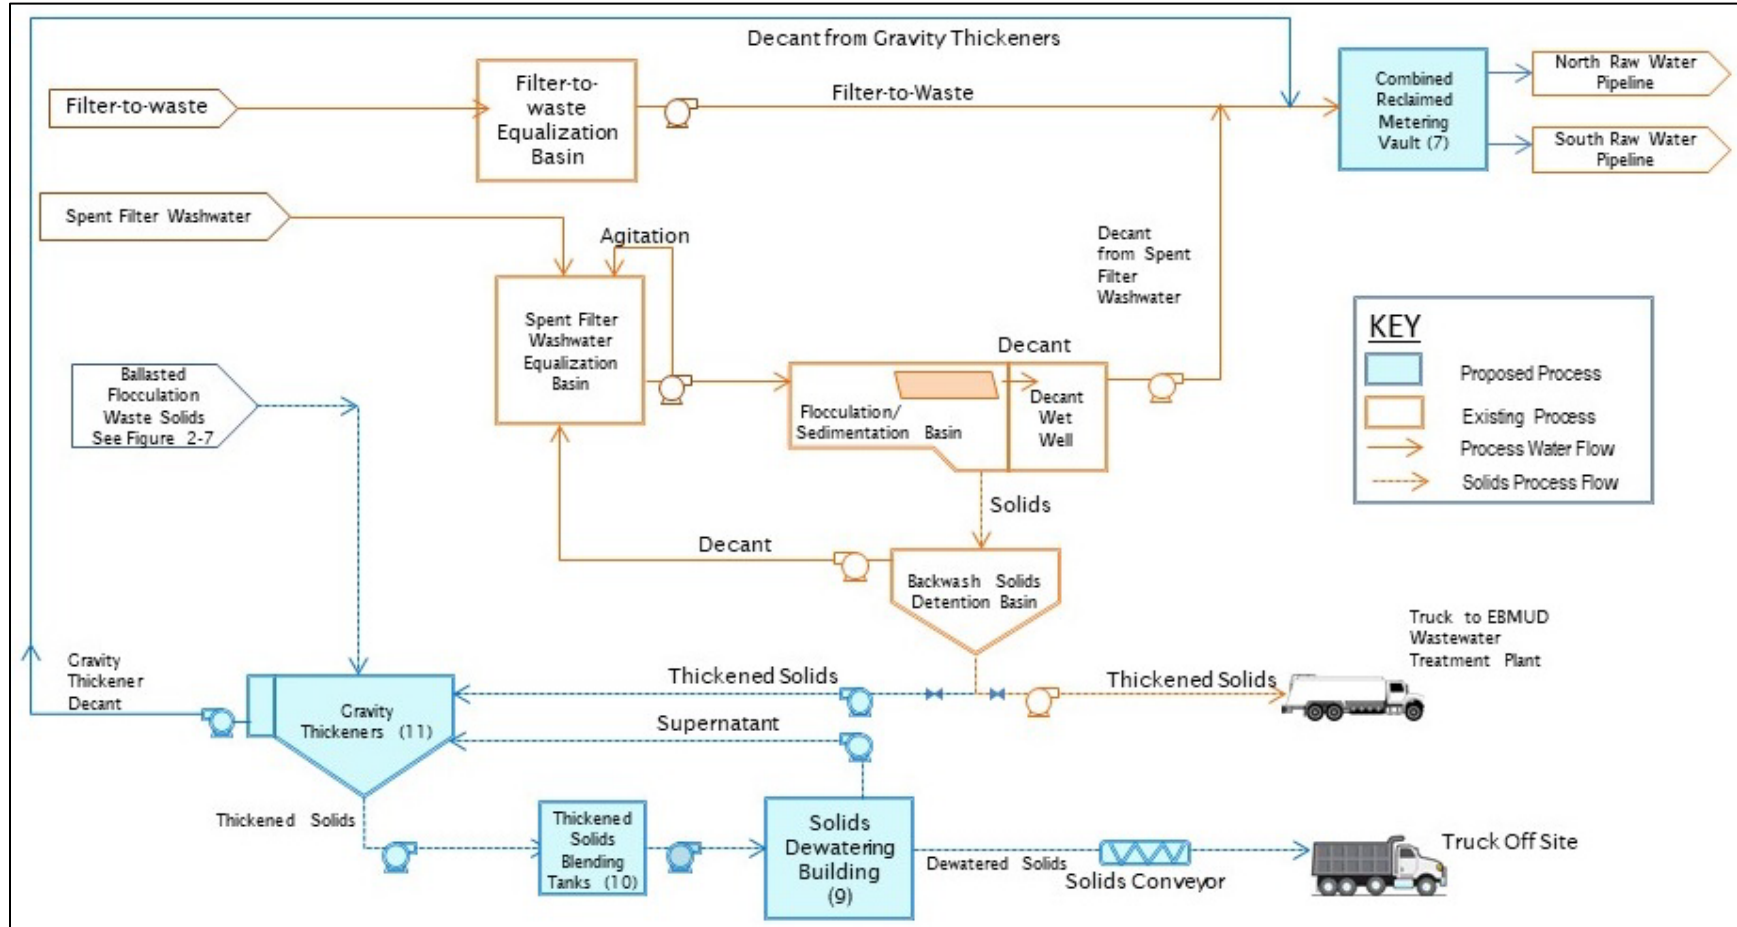 Decant from Gravity Thickeners
Filter-to-waste
Filter-to-
waste
Equalization
Basin
Filter-to-Waste
Combined
Reclaimed
Metering
Vault (7)
North Raw Water
Pipeline
South Raw Water
Pipeline
Spent Filter Washwater
Agitation
Spent Filter
Washwater
Equalization
Basin
Decant
from Spent
Filter
Washwater
Decant
Flocculation/
Sedimentation Basin
Decant
Wet
Well
KEY
Proposed Process
Existing Process
Process Water Flow
Solids Process Flow
Ballasted
Flocculation
Waste Solids
See Figure 2-7
Solids
Decant
Backwash Solids
Detention Basin
Truck to EBMUD
Wastewater
Treatment Plant
Gravity
Thickener
Decant
Gravity
Thickeners (11)
Thickened Solids
Thickened Solids
Supernatant
Thickened Solids
Thickened
Solids
Blending
Tanks (10)
Solids
Dewatering
Building
(9)
Dewatered Solids
Solids Conveyor
Truck Off Site